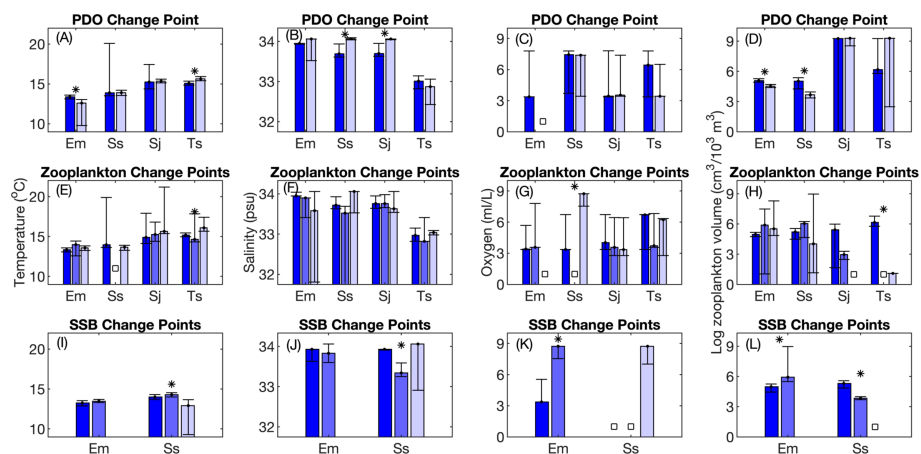 PDO Change Point
(A)
20
15
10
Em Ss Sj Ts
PDO Change Point
(B)
34
33
32
Em Ss Sj Ts
PDO Change Point
(C)
9
6
3
0
Em Ss Sj Ts
PDO Change Point
(D)
9
6
3
0
Em Ss Sj Ts
Zooplankton Change Points
(E)
20
15
10
Em Ss Sj Ts
Zooplankton Change Points
(F)
34
33
32
Em Ss Sj Ts
Zooplankton Change Points
(G)
9
6
3
0
Em Ss Sj Ts
Zooplankton Change Points
(H)
9
6
3
0
Em Ss Sj Ts
Temperature (°C)
Salinity (psu)
Oxygen (ml/L)
Log zooplankton volume (cm³/10³ m³)
SSB Change Points
(I)
20
15
10
Em Ss
SSB Change Points
(J)
34
33
32
Em Ss
SSB Change Points
(K)
9
6
3
0
Em Ss
SSB Change Points
(L)
9
6
3
0
Em Ss